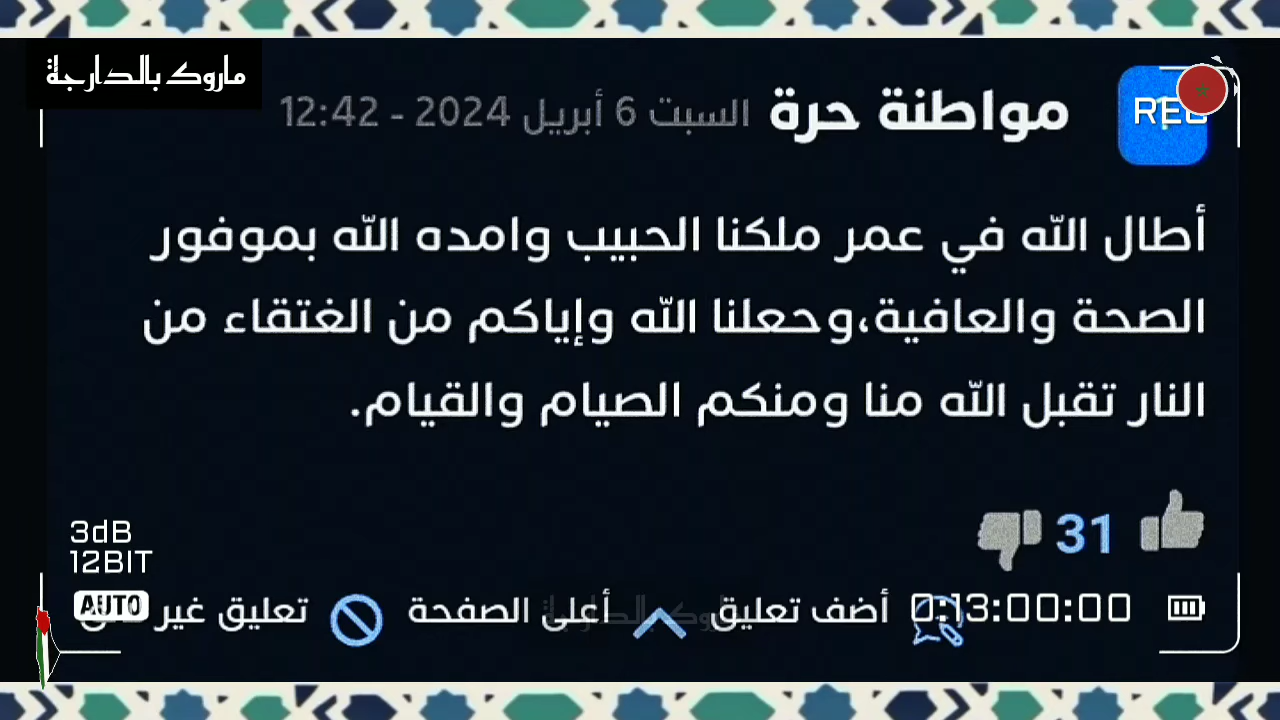 ماروك بالدارجة
REC
مواطنة حرة السبت 6 أبريل 2024 - 12:42
أطال الله في عمر ملكنا الحبيب وامده الله بموفور
الصحة والعافية،وحعلنا الله وإياكم من الغتقاء من
النار تقبل الله منا ومنكم الصيام والقيام.
31
3dB
12BIT
AUTO
0:13:00:00
أضف تعليق
أعلى الصفحة
تعليق غير